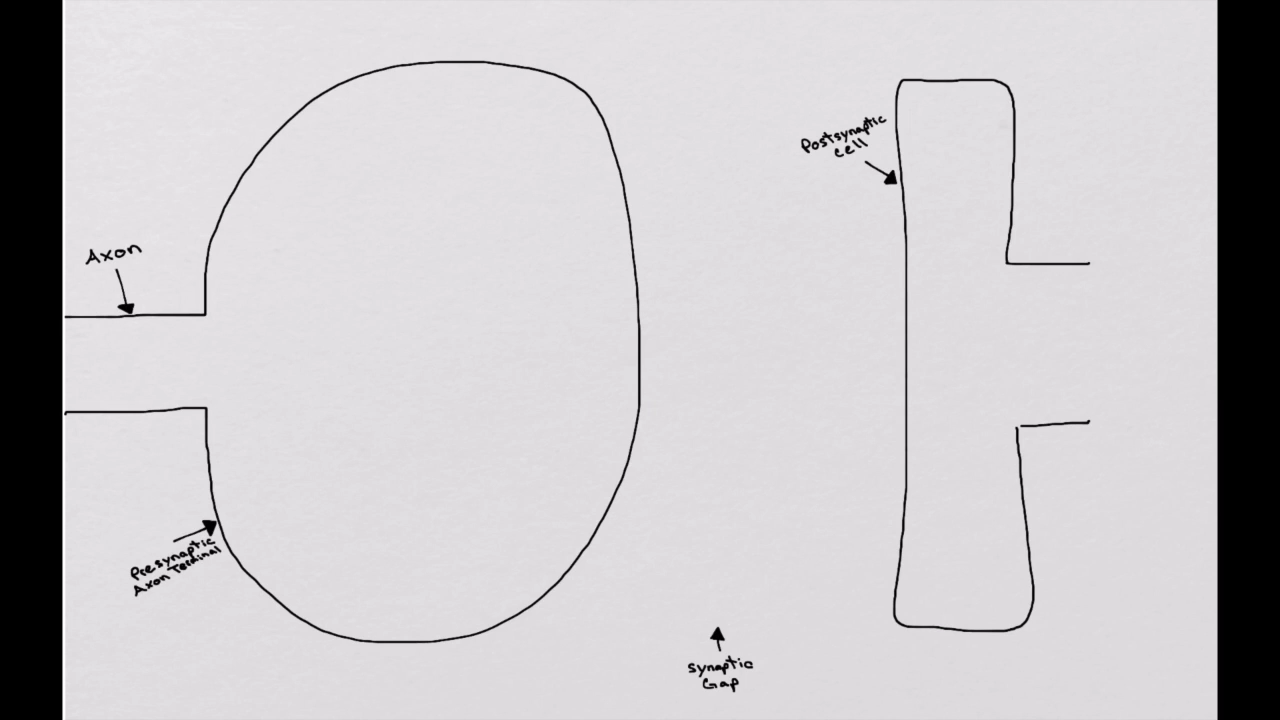 Postsynaptic
cell
Axon
Presynaptic
Axon Terminal
Synaptic
Gap